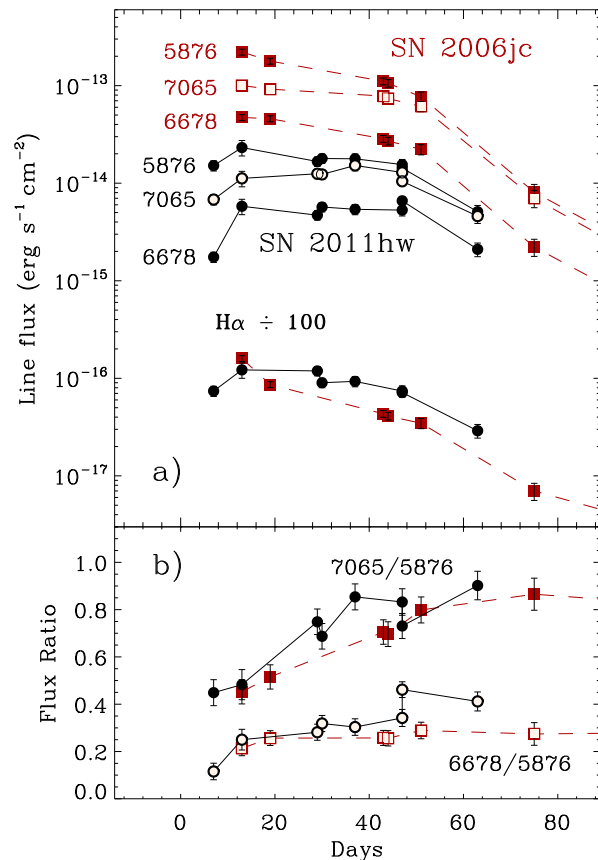 SN 2006jc
5876
7065
6678
5876
7065
6678
SN 2011hw
Hα ÷ 100
a)
Line flux (erg s⁻¹ cm⁻²)
10⁻¹³
10⁻¹⁴
10⁻¹⁵
10⁻¹⁶
10⁻¹⁷
b)
7065/5876
6678/5876
Flux Ratio
1.0
0.8
0.6
0.4
0.2
0.0
0 20 40 60 80
Days